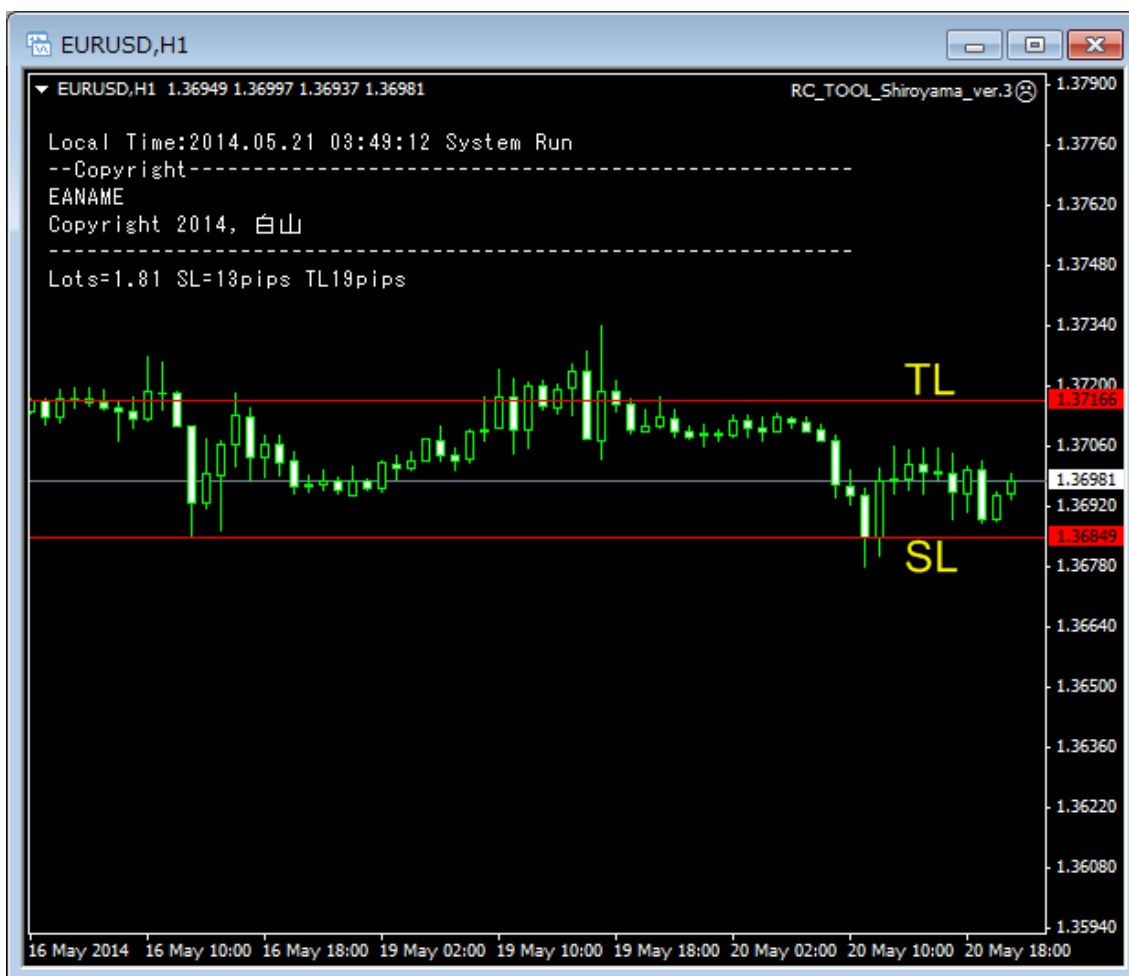 EURUSD,H1
EURUSD,H1 1.36949 1.36997 1.36937 1.36981
RC_TOOL_Shiroyama_ver.3
Local Time:2014.05.21 03:49:12 System Run
--Copyright---------------------------------------------------
EANAME
Copyright 2014, 白山
--------------------------------------------------------------
Lots=1.81 SL=13pips TL19pips
1.37900
1.37760
1.37620
1.37480
1.37340
TL
1.37200
1.37166
1.37060
1.36981
1.36920
1.36849
SL
1.36780
1.36640
1.36500
1.36360
1.36220
1.36080
1.35940
16 May 2014 16 May 10:00 16 May 18:00 19 May 02:00 19 May 10:00 19 May 18:00 20 May 02:00 20 May 10:00 20 May 18:00